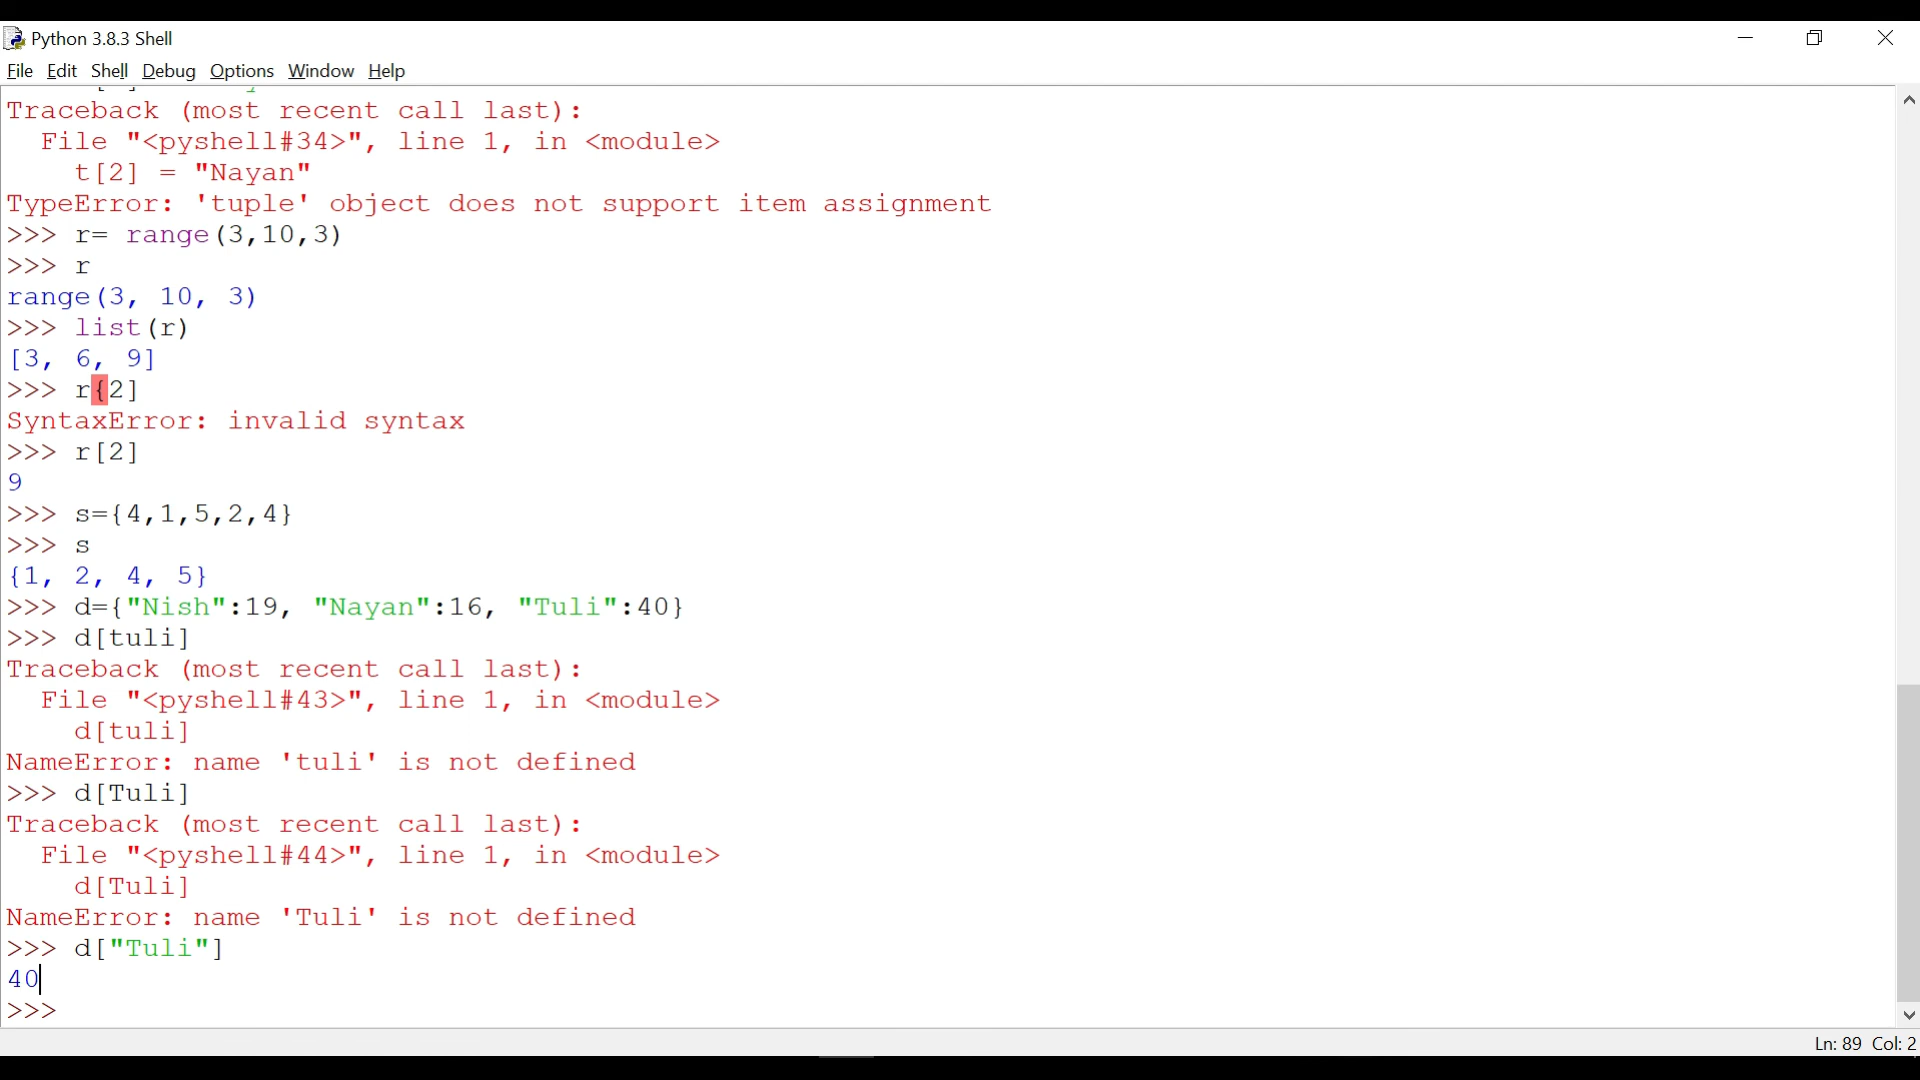 Python 3.8.3 Shell
File Edit Shell Debug Options Window Help
Traceback (most recent call last):
  File "<pyshell#34>", line 1, in <module>
    t[2] = "Nayan"
TypeError: 'tuple' object does not support item assignment
>>> r= range(3,10,3)
>>> r
range(3, 10, 3)
>>> list(r)
[3, 6, 9]
>>> r{2]
SyntaxError: invalid syntax
>>> r[2]
9
>>> s={4,1,5,2,4}
>>> s
{1, 2, 4, 5}
>>> d={"Nish":19, "Nayan":16, "Tuli":40}
>>> d[tuli]
Traceback (most recent call last):
  File "<pyshell#43>", line 1, in <module>
    d[tuli]
NameError: name 'tuli' is not defined
>>> d[Tuli]
Traceback (most recent call last):
  File "<pyshell#44>", line 1, in <module>
    d[Tuli]
NameError: name 'Tuli' is not defined
>>> d["Tuli"]
40
>>>
Ln: 89 Col: 2